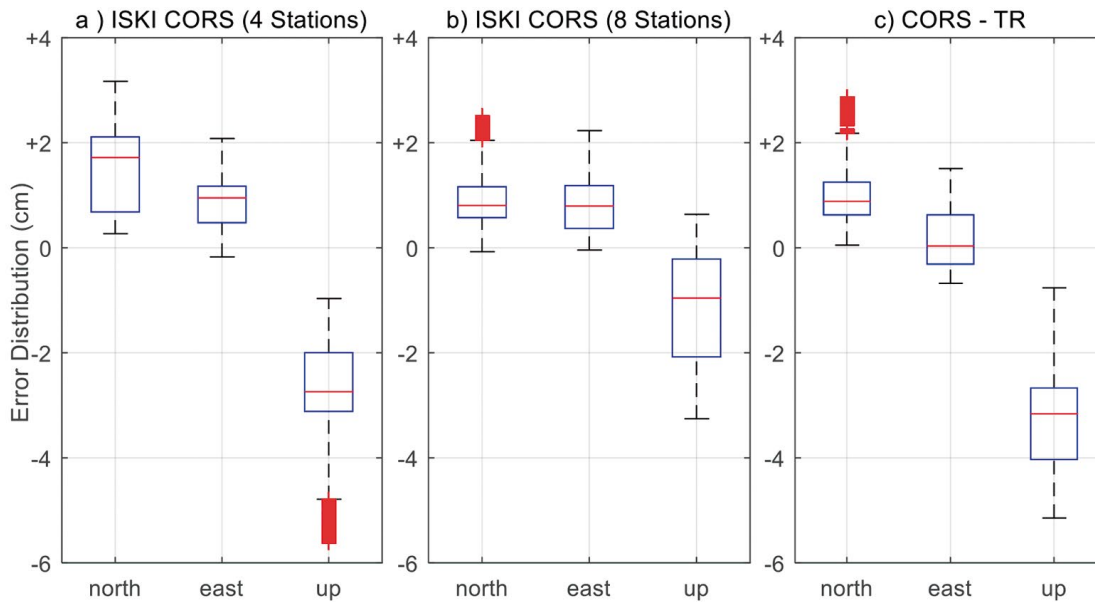 a ) ISKI CORS (4 Stations)
b) ISKI CORS (8 Stations)
c) CORS - TR
Error Distribution (cm)
+4
+2
0
-2
-4
-6
north
east
up
+4
+2
0
-2
-4
-6
north
east
up
+4
+2
0
-2
-4
-6
north
east
up